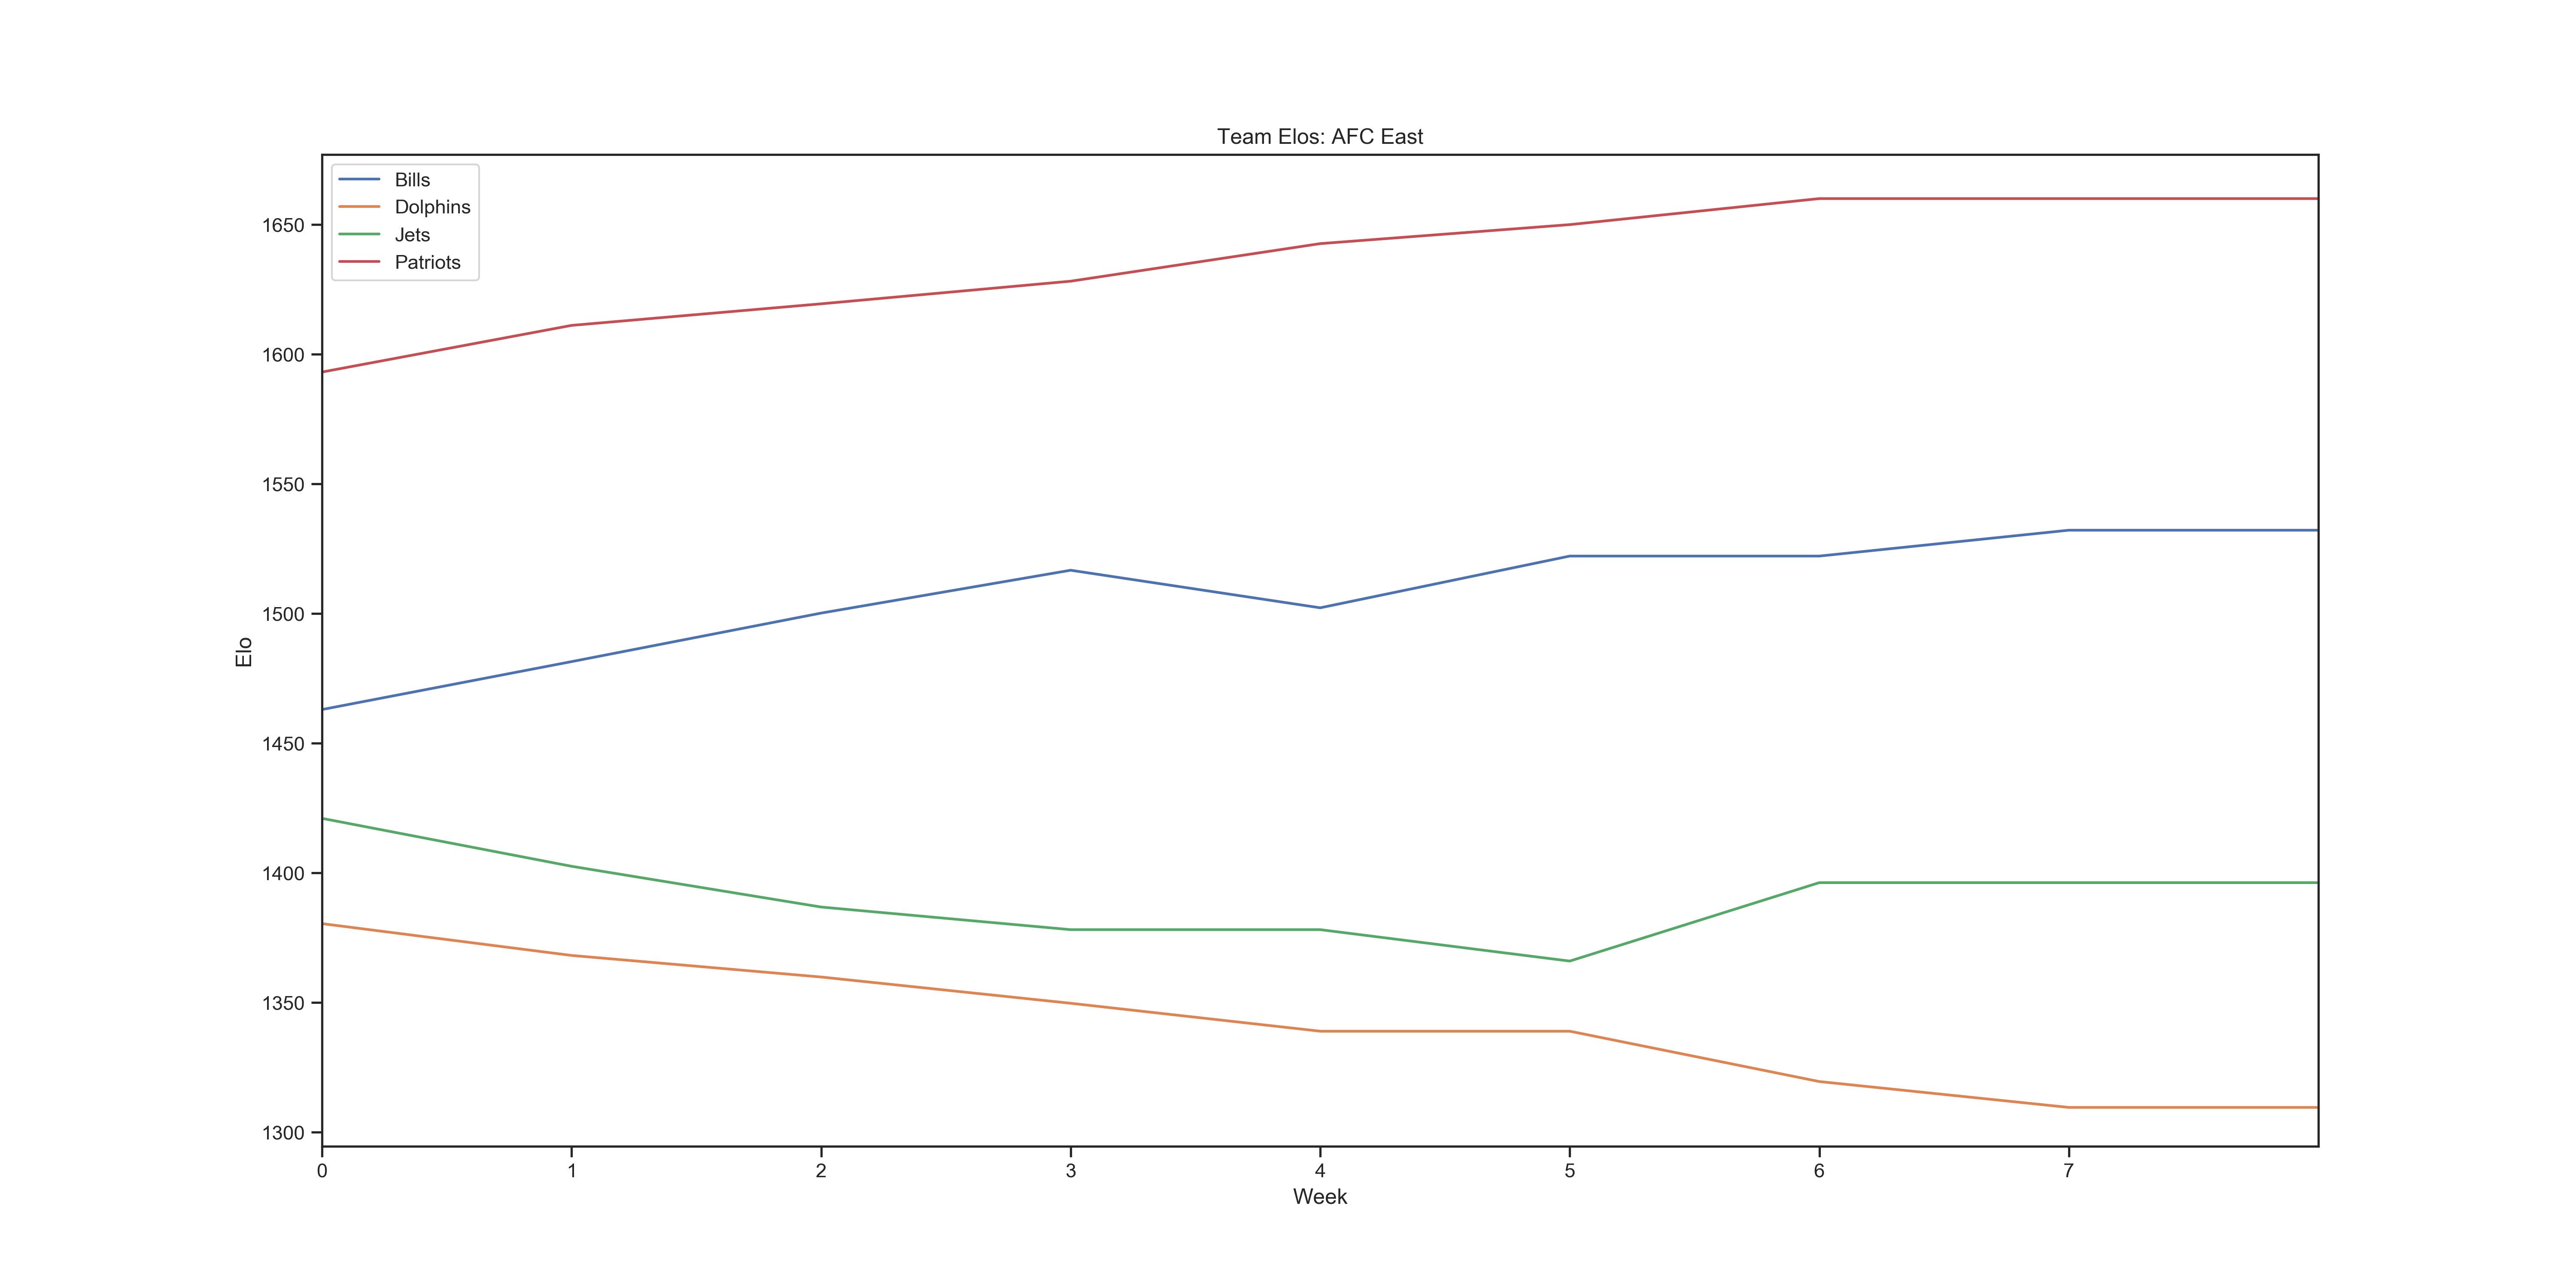 Team Elos: AFC East
Bills
Dolphins
Jets
Patriots
1650
1600
1550
1500
1450
1400
1350
1300
Elo
0 1 2 3 4 5 6 7
Week